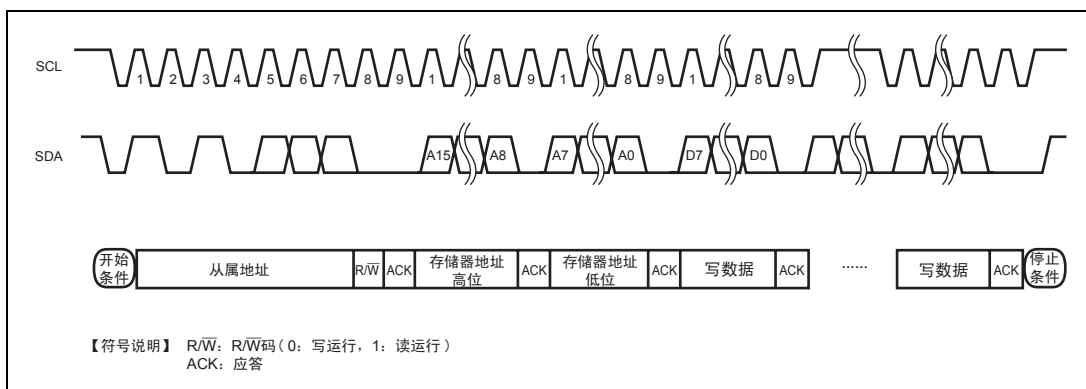 SCL
1 2 3 4 5 6 7 8 9 1 8 9 1 8 9 1 8 9
SDA
A15 A8 A7 A0 D7 D0
开始条件 从属地址 R/W̅ ACK 存储器地址高位 ACK 存储器地址低位 ACK 写数据 ACK …… 写数据 ACK 停止条件
【符号说明】 R/W̅：R/W̅码（0：写运行，1：读运行）
ACK：应答